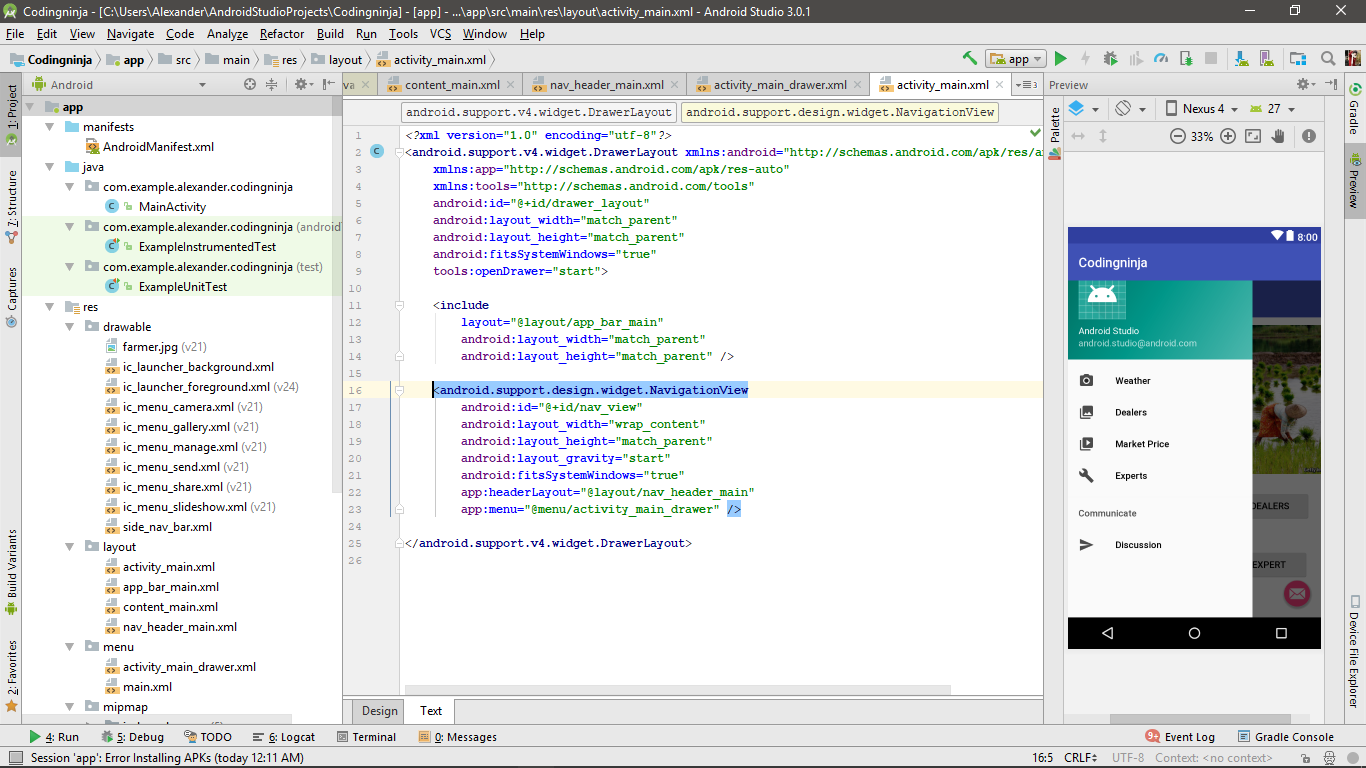 Codingninja - [C:\Users\Alexander\AndroidStudioProjects\Codingninja] - [app] - ...\app\src\main\res\layout\activity_main.xml - Android Studio 3.0.1
File Edit View Navigate Code Analyze Refactor Build Run Tools VCS Window Help
Codingninja app src main res layout activity_main.xml app
Android
content_main.xml nav_header_main.xml activity_main_drawer.xml activity_main.xml Preview
1: Project
7: Structure
Captures
Build Variants
2: Favorites
app
manifests
AndroidManifest.xml
java
com.example.alexander.codingninja
MainActivity
com.example.alexander.codingninja (android
ExampleInstrumentedTest
com.example.alexander.codingninja (test)
ExampleUnitTest
res
drawable
farmer.jpg (v21)
ic_launcher_background.xml
ic_launcher_foreground.xml (v24)
ic_menu_camera.xml (v21)
ic_menu_gallery.xml (v21)
ic_menu_manage.xml (v21)
ic_menu_send.xml (v21)
ic_menu_share.xml (v21)
ic_menu_slideshow.xml (v21)
side_nav_bar.xml
layout
activity_main.xml
app_bar_main.xml
content_main.xml
nav_header_main.xml
menu
activity_main_drawer.xml
main.xml
mipmap
android.support.v4.widget.DrawerLayout android.support.design.widget.NavigationView
1 <?xml version="1.0" encoding="utf-8"?>
2 <android.support.v4.widget.DrawerLayout xmlns:android="http://schemas.android.com/apk/res/a
3 xmlns:app="http://schemas.android.com/apk/res-auto"
4 xmlns:tools="http://schemas.android.com/tools"
5 android:id="@+id/drawer_layout"
6 android:layout_width="match_parent"
7 android:layout_height="match_parent"
8 android:fitsSystemWindows="true"
9 tools:openDrawer="start">
10
11 <include
12 layout="@layout/app_bar_main"
13 android:layout_width="match_parent"
14 android:layout_height="match_parent" />
15
16 <android.support.design.widget.NavigationView
17 android:id="@+id/nav_view"
18 android:layout_width="wrap_content"
19 android:layout_height="match_parent"
20 android:layout_gravity="start"
21 android:fitsSystemWindows="true"
22 app:headerLayout="@layout/nav_header_main"
23 app:menu="@menu/activity_main_drawer" />
24
25 </android.support.v4.widget.DrawerLayout>
26
Design Text
Palette
Nexus 4 27
33%
8:00
Codingninja
Android Studio
android.studio@android.com
Weather
Dealers
Market Price
Experts
Communicate
Discussion
DEALERS
EXPERT
Gradle
Preview
Device File Explorer
4: Run 5: Debug TODO 6: Logcat Terminal 0: Messages 9+ Event Log Gradle Console
Session 'app': Error Installing APKs (today 12:11 AM) 16:5 CRLF UTF-8 Context: <no context>